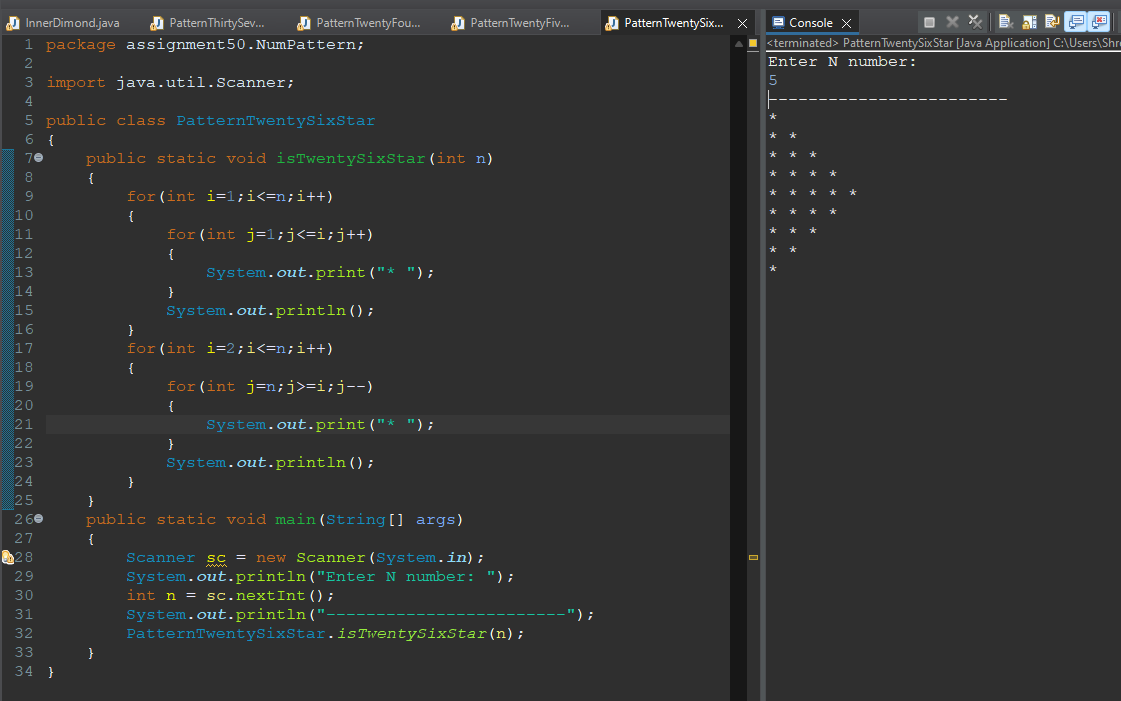 InnerDimond.java PatternThirtySev... PatternTwentyFou... PatternTwentyFiv... PatternTwentySix...
1 package assignment50.NumPattern;
2
3 import java.util.Scanner;
4
5 public class PatternTwentySixStar
6 {
7 public static void isTwentySixStar(int n)
8 {
9 for(int i=1;i<=n;i++)
10 {
11 for(int j=1;j<=i;j++)
12 {
13 System.out.print("* ");
14 }
15 System.out.println();
16 }
17 for(int i=2;i<=n;i++)
18 {
19 for(int j=n;j>=i;j--)
20 {
21 System.out.print("* ");
22 }
23 System.out.println();
24 }
25 }
26 public static void main(String[] args)
27 {
28 Scanner sc = new Scanner(System.in);
29 System.out.println("Enter N number: ");
30 int n = sc.nextInt();
31 System.out.println("------------------------");
32 PatternTwentySixStar.isTwentySixStar(n);
33 }
34 }
Console
<terminated> PatternTwentySixStar [Java Application] C:\Users\Shr
Enter N number:
5
------------------------
*
* *
* * *
* * * *
* * * * *
* * * *
* * *
* *
*